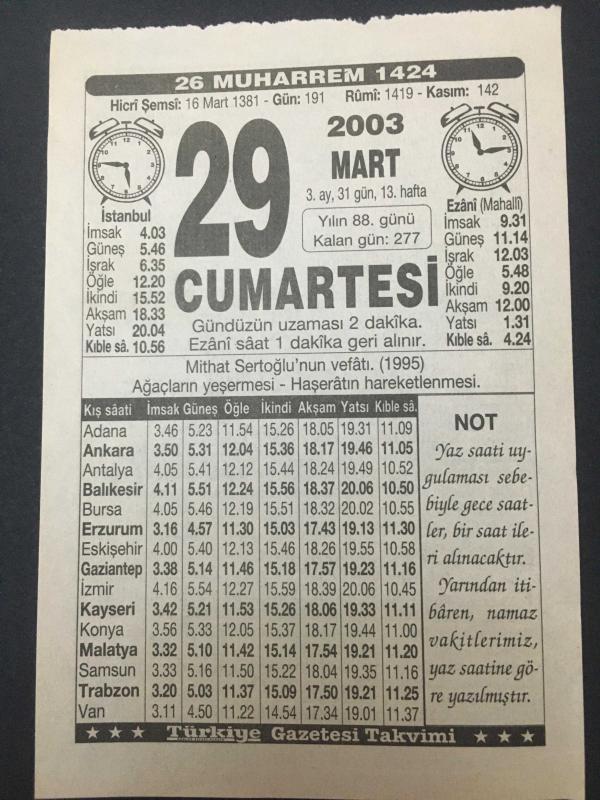 26 MUHARREM 1424
Hicrî Şemsî: 16 Mart 1381 - Gün: 191 Rûmî: 1419 - Kasım: 142
29
2003
MART
3. ay, 31 gün, 13. hafta
Yılın 88. günü
Kalan gün: 277
CUMARTESİ
Gündüzün uzaması 2 dakîka.
Ezânî sâat 1 dakîka geri alınır.
İstanbul
İmsak 4.03
Güneş 5.46
İşrak 6.35
Öğle 12.20
İkindi 15.52
Akşam 18.33
Yatsı 20.04
Kıble sâ. 10.56
Ezânî (Mahallî)
İmsak 9.31
Güneş 11.14
İşrak 12.03
Öğle 5.48
İkindi 9.20
Akşam 12.00
Yatsı 1.31
Kıble sâ. 4.24
Mithat Sertoğlu'nun vefâtı. (1995)
Ağaçların yeşermesi - Haşerâtın hareketlenmesi.
Kış sâati İmsak Güneş Öğle İkindi Akşam Yatsı Kıble sâ.
Adana 3.46 5.23 11.54 15.26 18.05 19.31 11.09
Ankara 3.50 5.31 12.04 15.36 18.17 19.46 11.05
Antalya 4.05 5.41 12.12 15.44 18.24 19.49 10.52
Balıkesir 4.11 5.51 12.24 15.56 18.37 20.06 10.50
Bursa 4.05 5.46 12.19 15.51 18.32 20.02 10.55
Erzurum 3.16 4.57 11.30 15.03 17.43 19.13 11.30
Eskişehir 4.00 5.40 12.13 15.46 18.26 19.55 10.58
Gaziantep 3.38 5.14 11.46 15.18 17.57 19.23 11.16
İzmir 4.16 5.54 12.27 15.59 18.39 20.06 10.45
Kayseri 3.42 5.21 11.53 15.26 18.06 19.33 11.11
Konya 3.56 5.33 12.05 15.37 18.17 19.44 11.00
Malatya 3.32 5.10 11.42 15.14 17.54 19.21 11.20
Samsun 3.33 5.16 11.50 15.22 18.04 19.35 11.16
Trabzon 3.20 5.03 11.37 15.09 17.50 19.21 11.25
Van 3.11 4.50 11.22 14.54 17.34 19.01 11.37
NOT
Yaz saati uy-
gulaması sebe-
biyle gece saat-
ler, bir saat ile-
ri alınacaktır.
Yarından iti-
bâren, namaz
vakitlerimiz,
yaz saatine gö-
re yazılmıştır.
Türkiye Gazetesi Takvimi